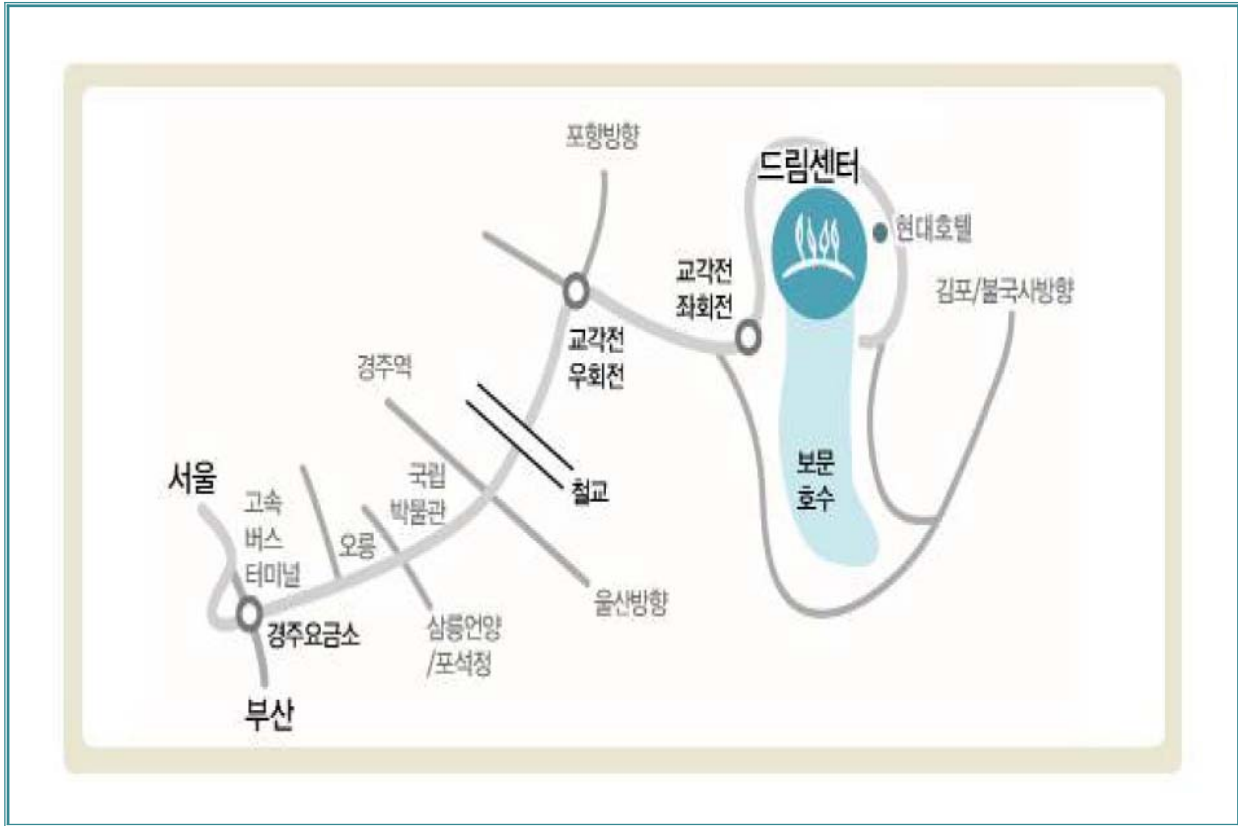 포항방향
드림센터
현대호텔
교각전
좌회전
김포/불국사방향
교각전
우회전
경주역
서울
고속
버스
터미널
오릉
국립
박물관
철교
보문
호수
울산방향
경주요금소
삼릉언양
/포석정
부산